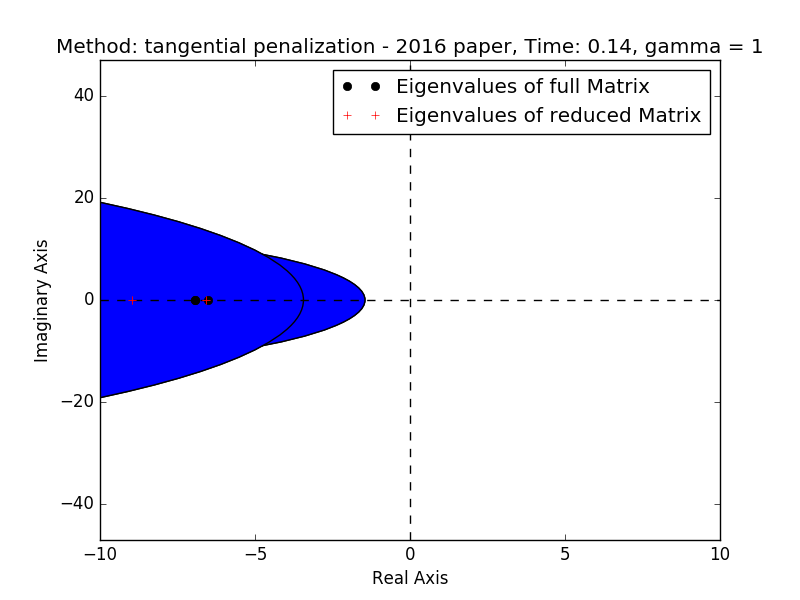 Method: tangential penalization - 2016 paper, Time: 0.14, gamma = 1
Eigenvalues of full Matrix
Eigenvalues of reduced Matrix
40
20
0
−20
−40
Imaginary Axis
−10
−5
0
5
10
Real Axis